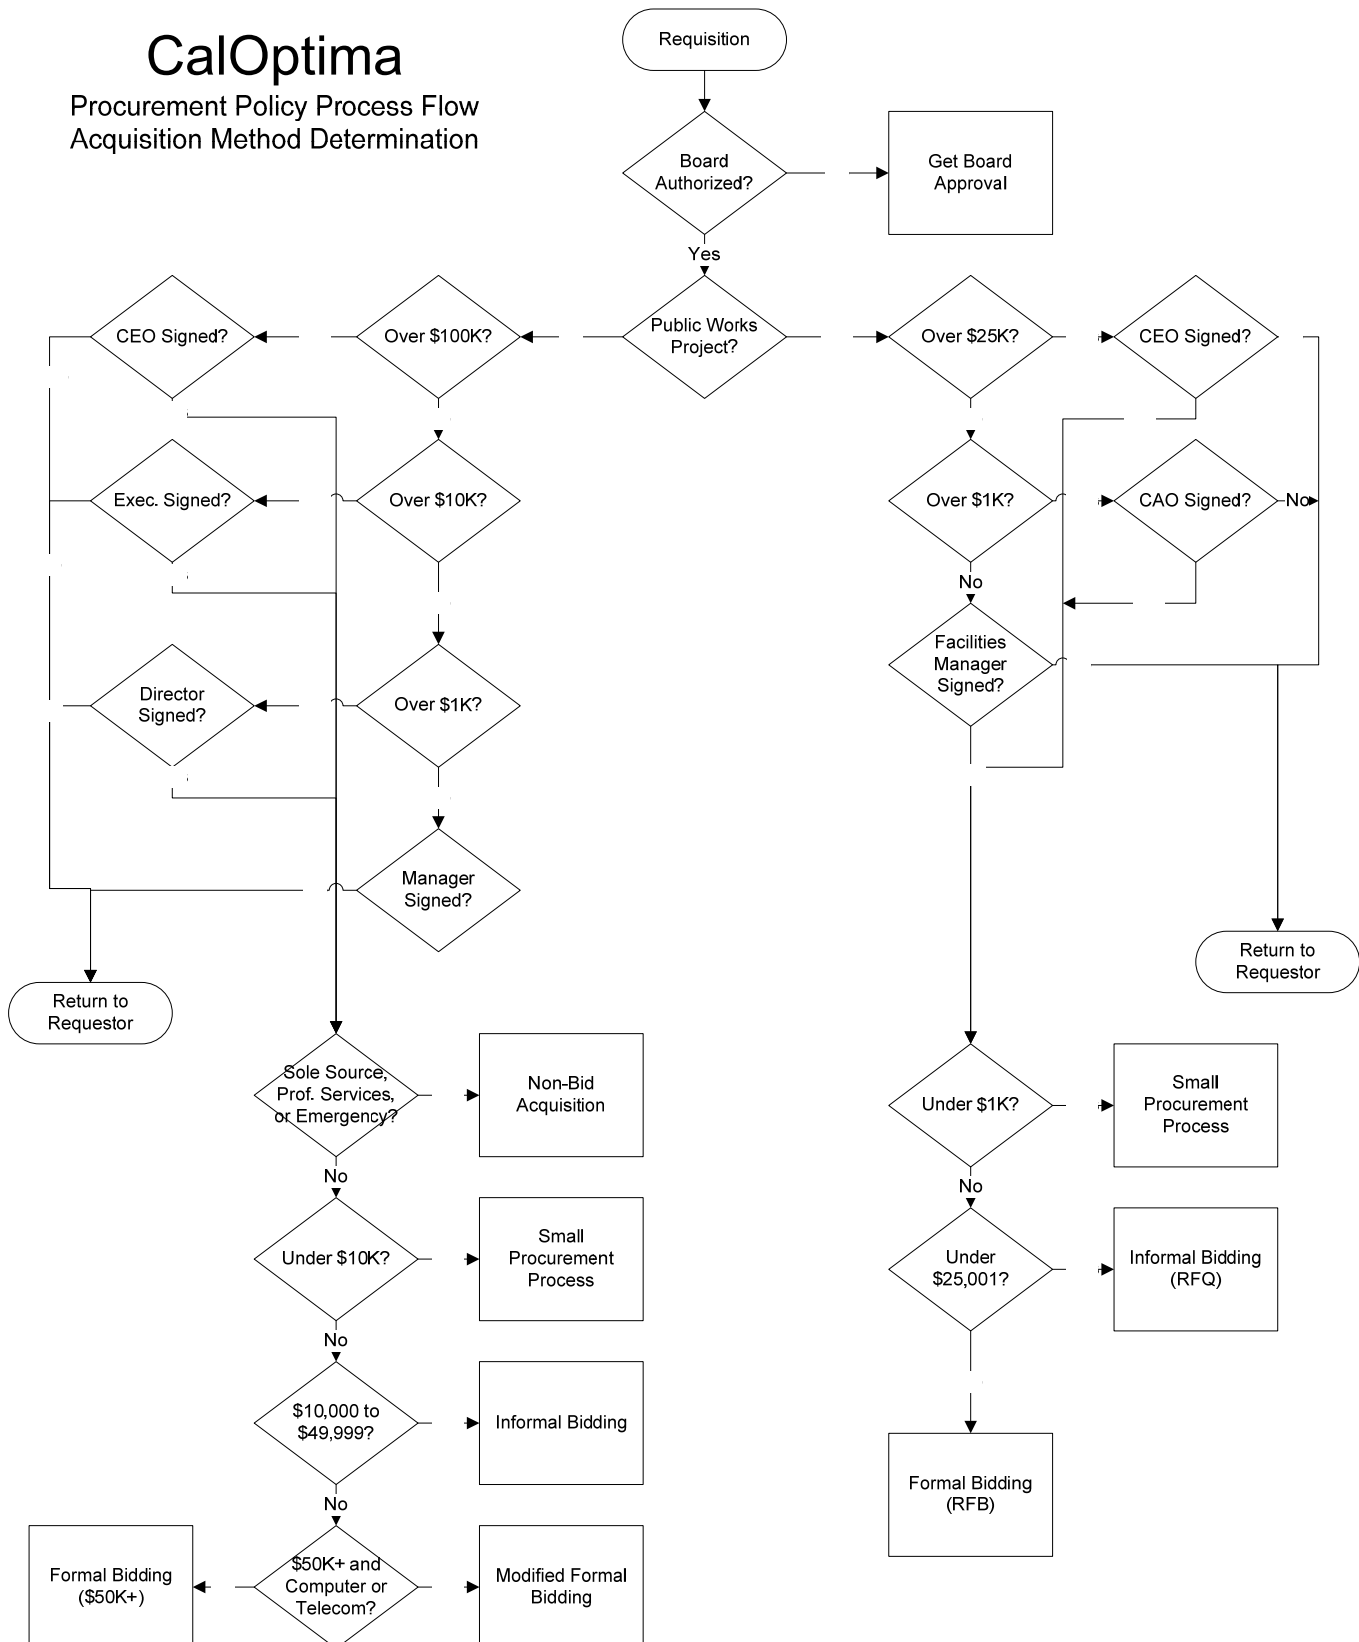 CalOptima
Procurement Policy Process Flow
Acquisition Method Determination
Requisition
Board
Authorized?
Get Board
Approval
Yes
CEO Signed?
Over $100K?
Public Works
Project?
Over $25K?
CEO Signed?
Exec. Signed?
Over $10K?
Over $1K?
CAO Signed?
No
No
Director
Signed?
Over $1K?
Facilities
Manager
Signed?
Manager
Signed?
Return to
Requestor
Return to
Requestor
Sole Source,
Prof. Services,
or Emergency?
Non-Bid
Acquisition
Under $1K?
Small
Procurement
Process
No
No
Under $10K?
Small
Procurement
Process
Under
$25,001?
Informal Bidding
(RFQ)
No
$10,000 to
$49,999?
Informal Bidding
Formal Bidding
(RFB)
No
Formal Bidding
($50K+)
$50K+ and
Computer or
Telecom?
Modified Formal
Bidding